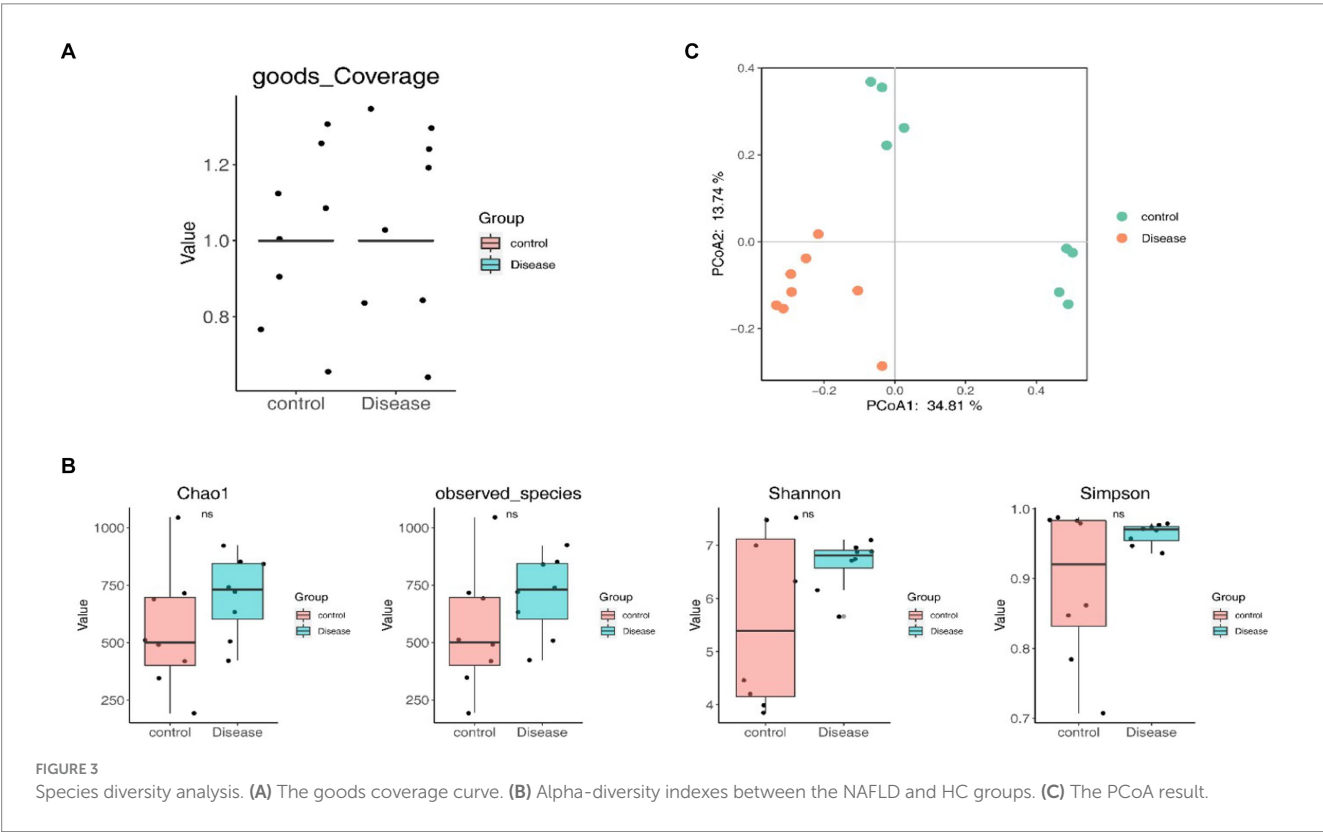 A
goods_Coverage
1.2
1.0
0.8
Value
control
Disease
Group
control
Disease
C
0.4
0.2
0.0
−0.2
PCoA2: 13.74 %
−0.2
0.0
0.2
0.4
PCoA1: 34.81 %
control
Disease
B
Chao1
ns
1000
750
500
250
Value
control
Disease
Group
control
Disease
observed_species
ns
1000
750
500
250
Value
control
Disease
Group
control
Disease
Shannon
ns
7
6
5
4
Value
control
Disease
Group
control
Disease
Simpson
ns
1.0
0.9
0.8
0.7
Value
control
Disease
Group
control
Disease
FIGURE 3
Species diversity analysis. (A) The goods coverage curve. (B) Alpha-diversity indexes between the NAFLD and HC groups. (C) The PCoA result.